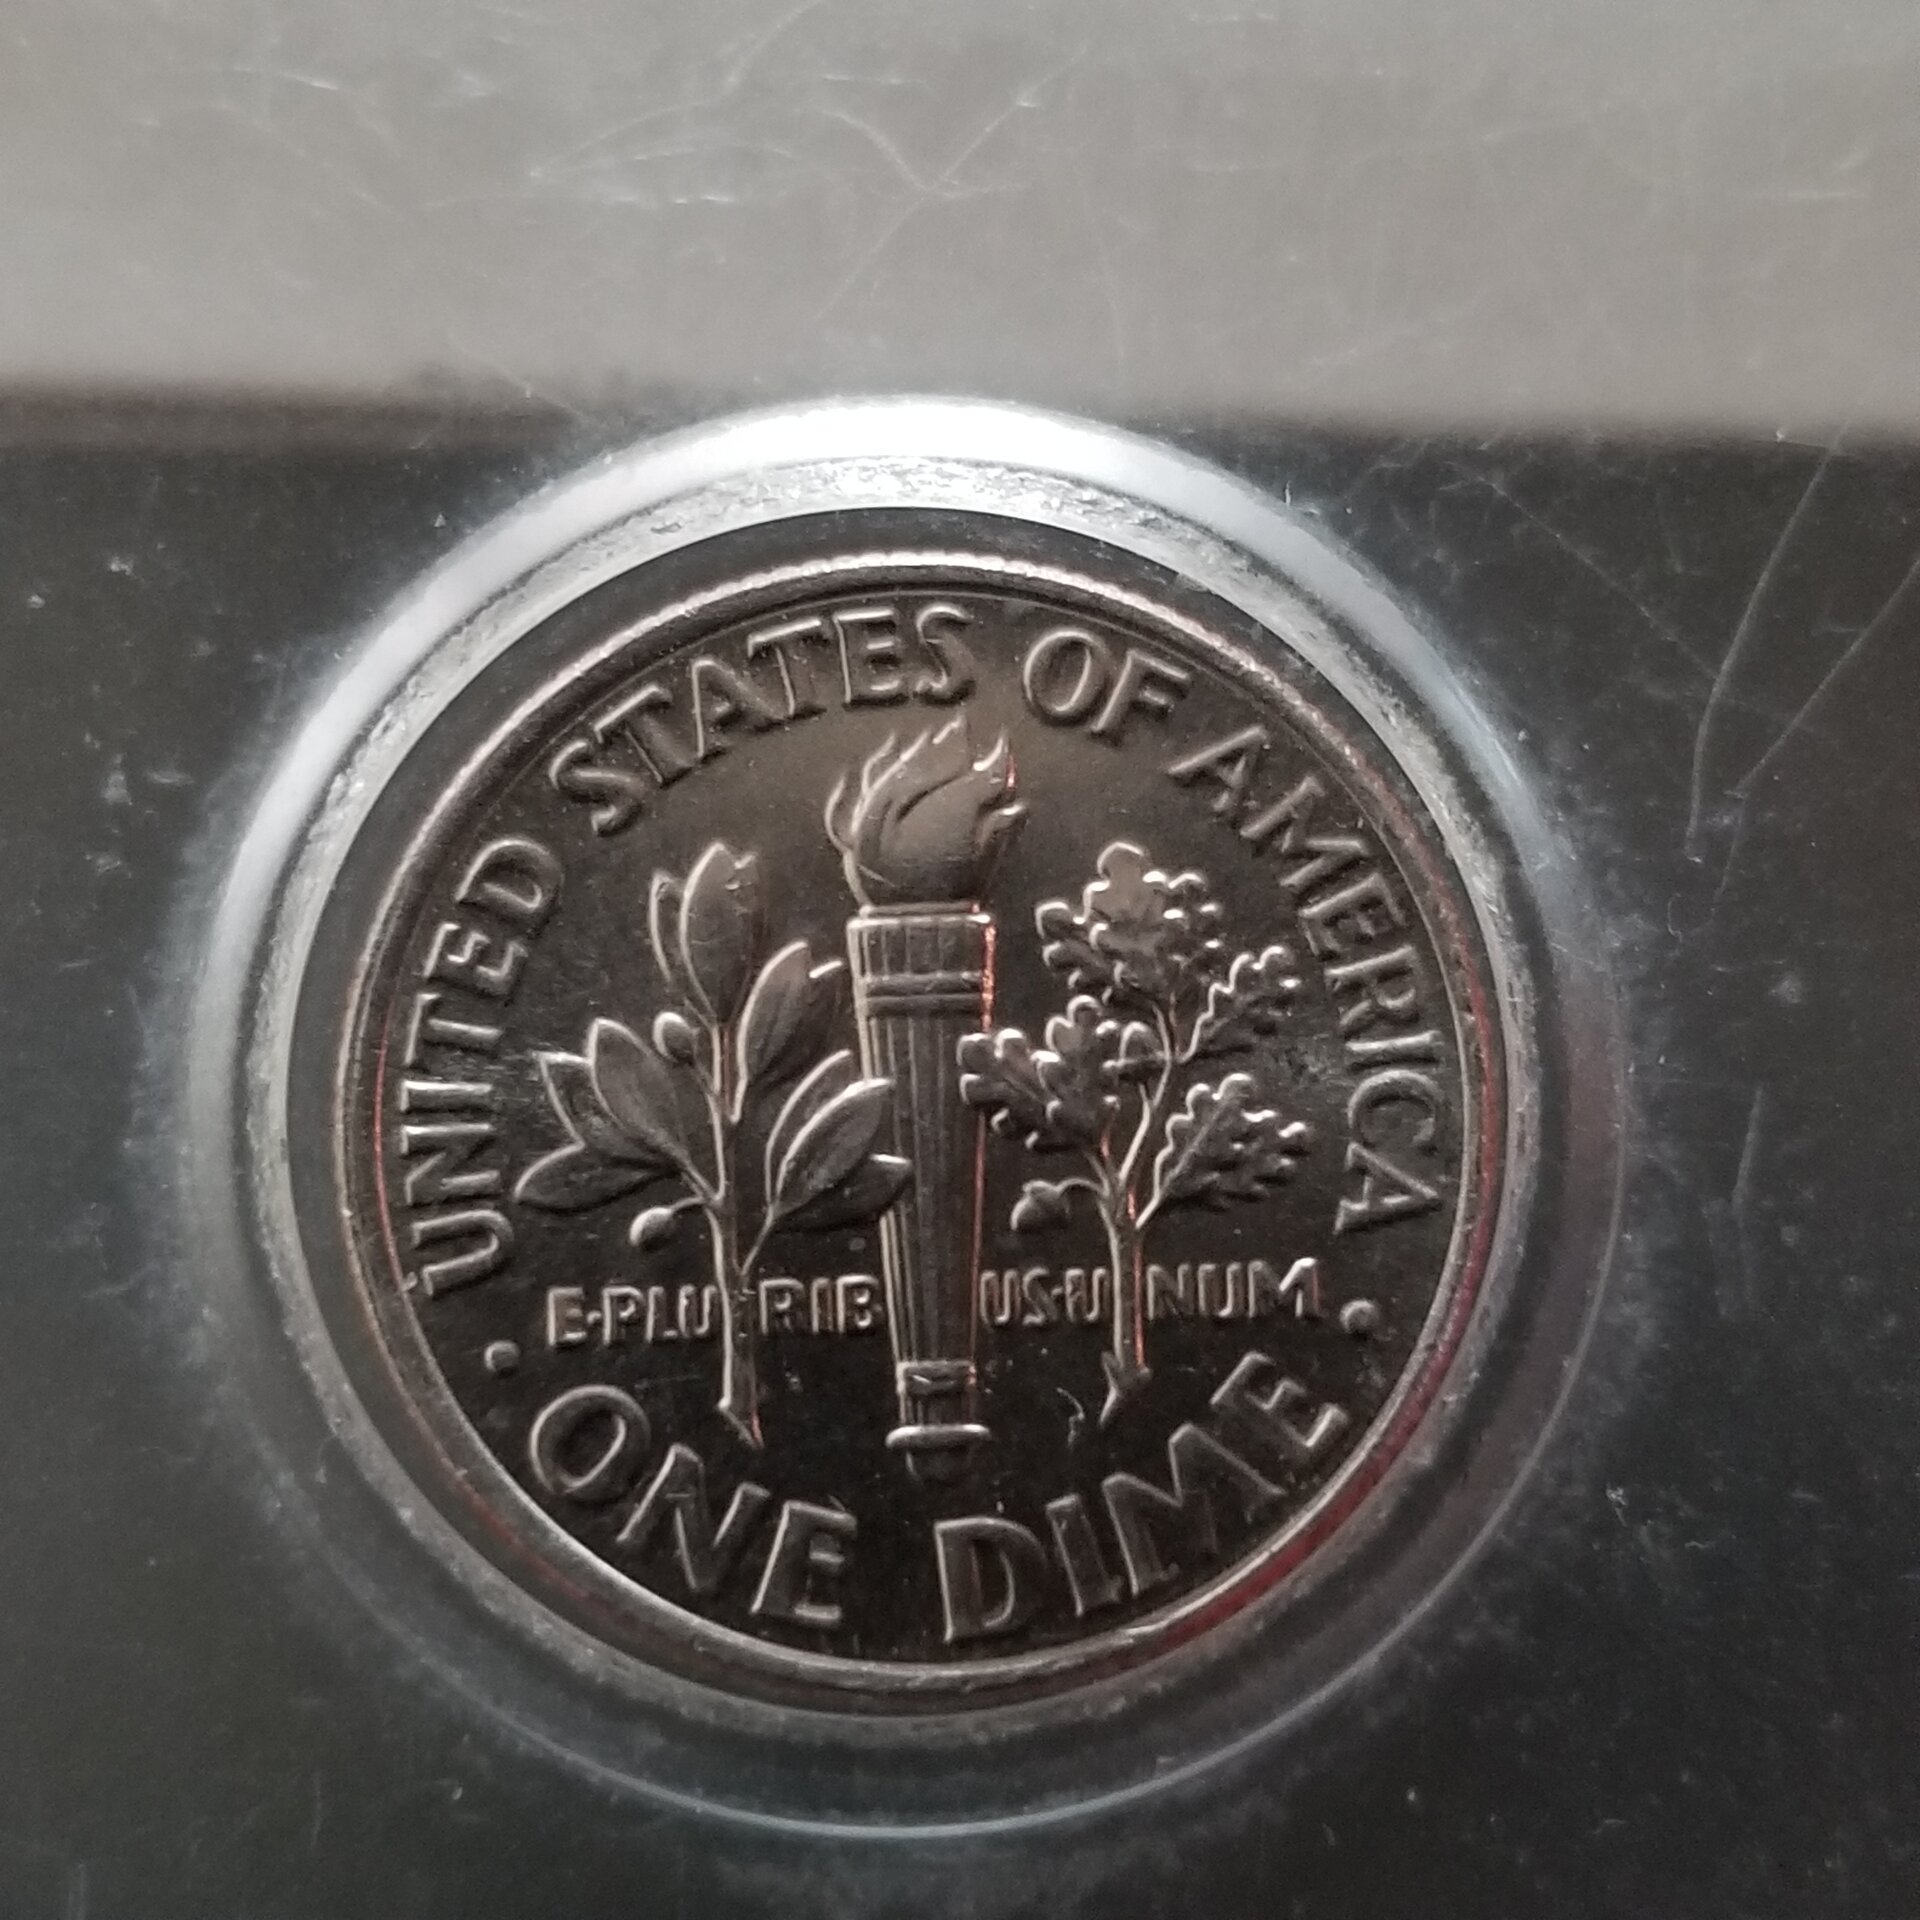 UNITED STATES OF AMERICA
E·PLURIBUS·UNUM
· ONE DIME ·